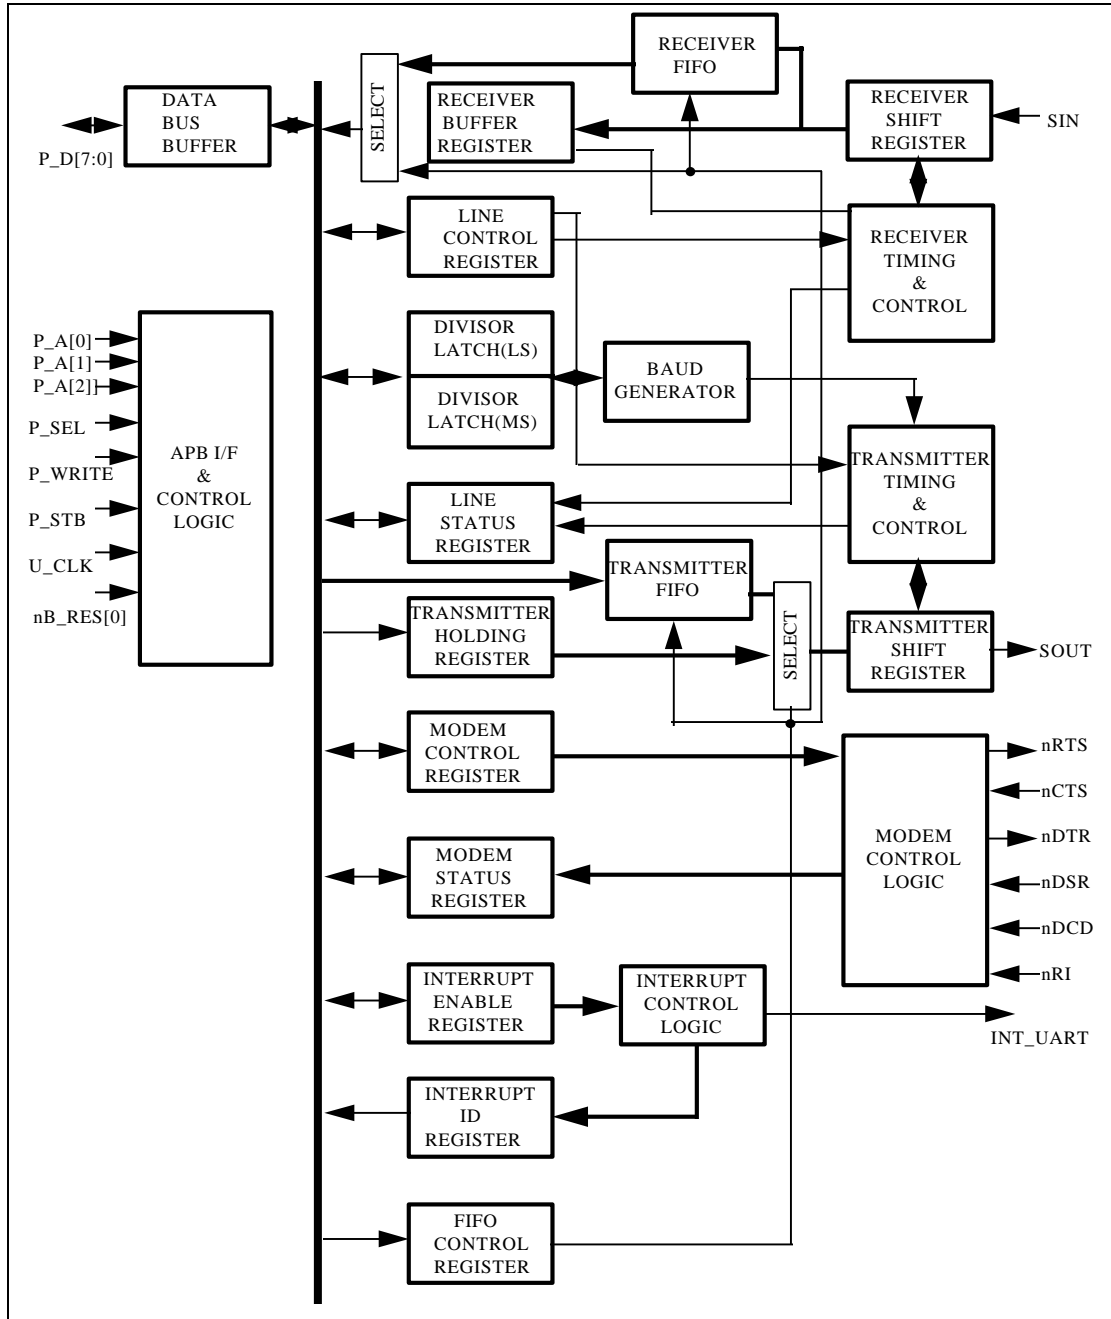 RECEIVER
FIFO
SELECT
DATA
BUS
BUFFER
RECEIVER
BUFFER
REGISTER
RECEIVER
SHIFT
REGISTER
SIN
P_D[7:0]
LINE
CONTROL
REGISTER
RECEIVER
TIMING
&
CONTROL
P_A[0]
P_A[1]
P_A[2]]
P_SEL
P_WRITE
P_STB
U_CLK
nB_RES[0]
APB I/F
&
CONTROL
LOGIC
DIVISOR
LATCH(LS)
DIVISOR
LATCH(MS)
BAUD
GENERATOR
TRANSMITTER
TIMING
&
CONTROL
LINE
STATUS
REGISTER
TRANSMITTER
FIFO
TRANSMITTER
HOLDING
REGISTER
SELECT
TRANSMITTER
SHIFT
REGISTER
SOUT
MODEM
CONTROL
REGISTER
MODEM
CONTROL
LOGIC
nRTS
nCTS
nDTR
nDSR
nDCD
nRI
MODEM
STATUS
REGISTER
INTERRUPT
ENABLE
REGISTER
INTERRUPT
CONTROL
LOGIC
INT_UART
INTERRUPT
ID
REGISTER
FIFO
CONTROL
REGISTER